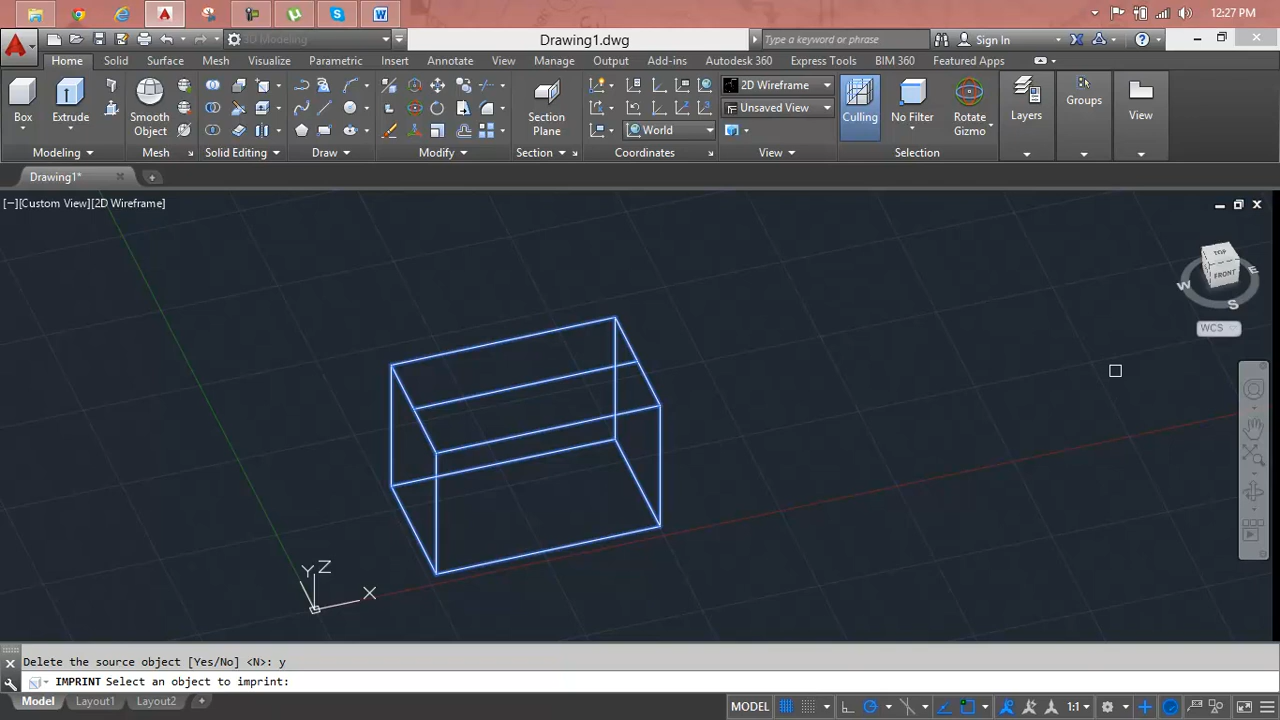 12:27 PM
3D Modeling
Drawing1.dwg
Type a keyword or phrase
Sign In
Home Solid Surface Mesh Visualize Parametric Insert Annotate View Manage Output Add-ins Autodesk 360 Express Tools BIM 360 Featured Apps
Box
Extrude
Smooth Object
Section Plane
World
2D Wireframe
Unsaved View
Culling
No Filter
Rotate Gizmo
Layers
Groups
View
Modeling Mesh Solid Editing Draw Modify Section Coordinates View Selection
Drawing1*
[−][Custom View][2D Wireframe]
TOP
FRONT
W
E
S
WCS
Y Z
X
Delete the source object [Yes/No] <N>: y
IMPRINT Select an object to imprint:
Model Layout1 Layout2
MODEL
1:1